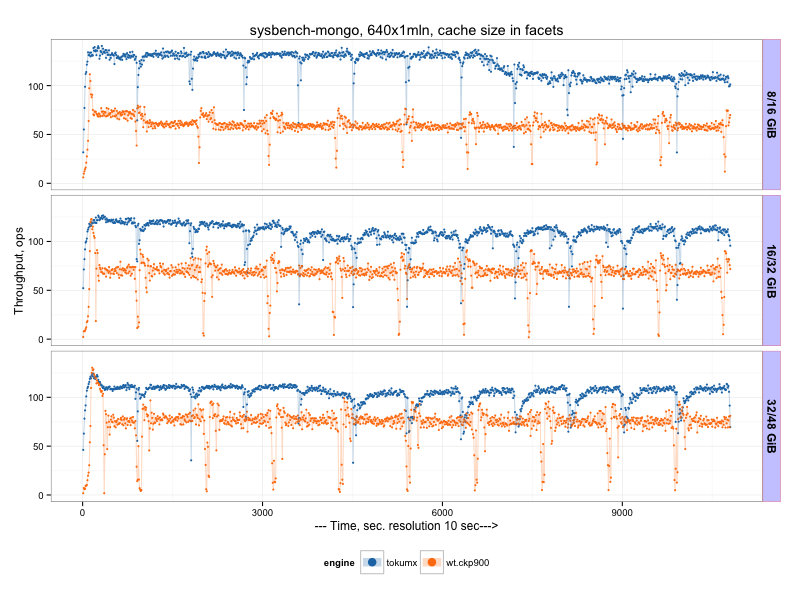 sysbench-mongo, 640x1mln, cache size in facets
Throughput, ops
100
50
0
8/16 GiB
100
50
0
16/32 GiB
100
50
0
32/48 GiB
0 3000 6000 9000
--- Time, sec. resolution 10 sec--->
engine tokumx wt.ckp900